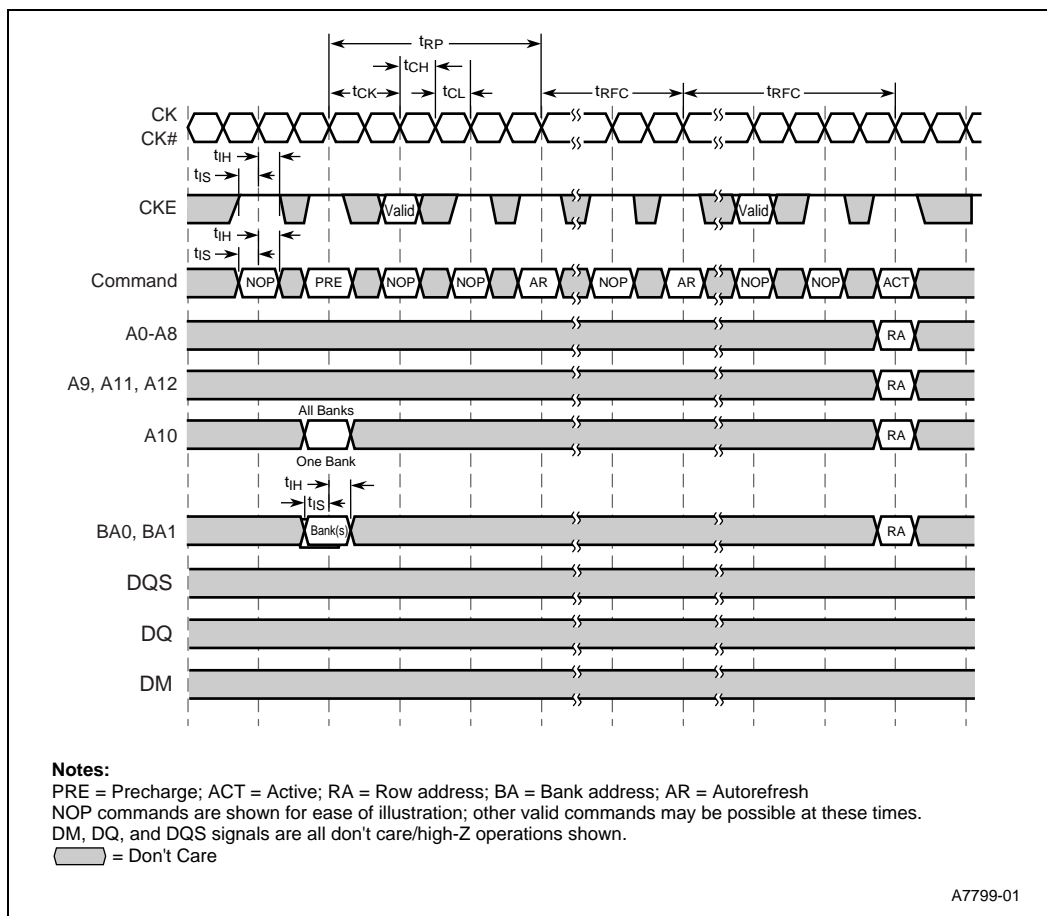 tRP
tCH
tCK tCL tRFC tRFC
CK
CK#
tIH
tIS
CKE Valid Valid
tIH
tIS
Command NOP PRE NOP NOP AR NOP AR NOP NOP ACT
A0-A8 RA
A9, A11, A12 RA
All Banks
A10 RA
One Bank
tIH
tIS
BA0, BA1 Bank(s) RA
DQS
DQ
DM
Notes:
PRE = Precharge; ACT = Active; RA = Row address; BA = Bank address; AR = Autorefresh
NOP commands are shown for ease of illustration; other valid commands may be possible at these times.
DM, DQ, and DQS signals are all don't care/high-Z operations shown.
= Don't Care
A7799-01